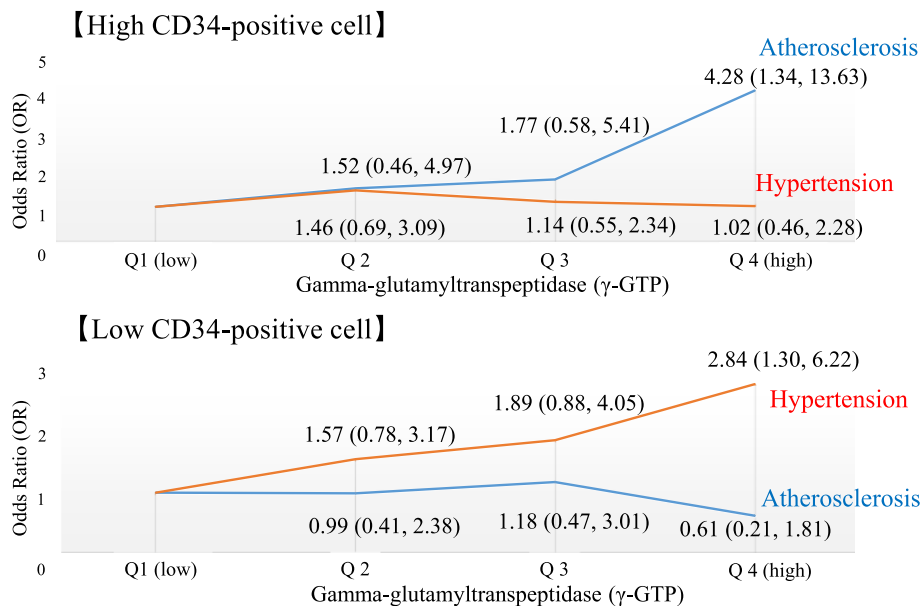 【High CD34-positive cell】
Atherosclerosis
5
4
3
2
1
0
Odds Ratio (OR)
4.28 (1.34, 13.63)
1.77 (0.58, 5.41)
1.52 (0.46, 4.97)
Hypertension
1.46 (0.69, 3.09)
1.14 (0.55, 2.34)
1.02 (0.46, 2.28)
Q1 (low)
Q 2
Q 3
Q 4 (high)
Gamma-glutamyltranspeptidase (γ-GTP)
【Low CD34-positive cell】
3
2
1
0
Odds Ratio (OR)
2.84 (1.30, 6.22)
Hypertension
1.89 (0.88, 4.05)
1.57 (0.78, 3.17)
Atherosclerosis
0.99 (0.41, 2.38)
1.18 (0.47, 3.01)
0.61 (0.21, 1.81)
Q1 (low)
Q 2
Q 3
Q 4 (high)
Gamma-glutamyltranspeptidase (γ-GTP)